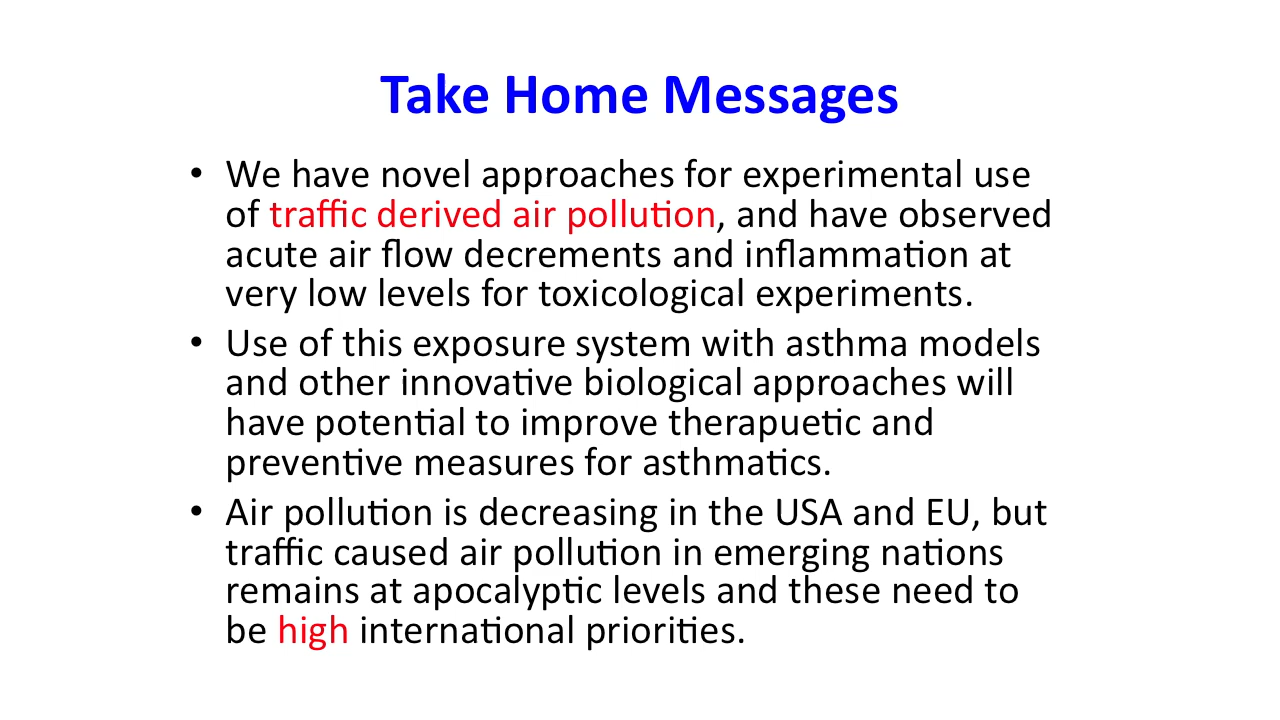 Take Home Messages
• We have novel approaches for experimental use
of traffic derived air pollution, and have observed
acute air flow decrements and inflammation at
very low levels for toxicological experiments.
• Use of this exposure system with asthma models
and other innovative biological approaches will
have potential to improve therapuetic and
preventive measures for asthmatics.
• Air pollution is decreasing in the USA and EU, but
traffic caused air pollution in emerging nations
remains at apocalyptic levels and these need to
be high international priorities.